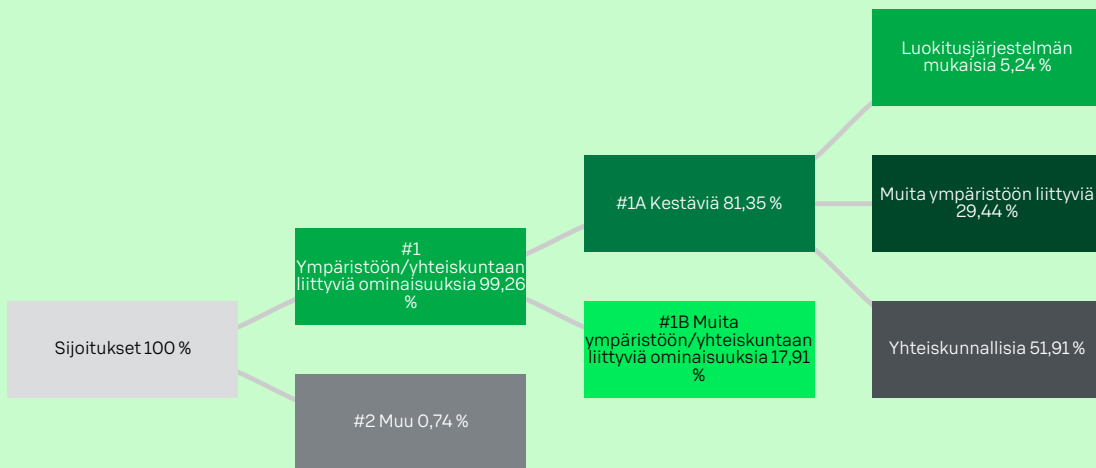 Sijoitukset 100 %
#1
Ympäristöön/yhteiskuntaan
liittyviä ominaisuuksia 99,26
%
#2 Muu 0,74 %
#1A Kestäviä 81,35 %
#1B Muita
ympäristöön/yhteiskuntaan
liittyviä ominaisuuksia 17,91
%
Luokitusjärjestelmän
mukaisia 5,24 %
Muita ympäristöön liittyviä
29,44 %
Yhteiskunnallisia 51,91 %